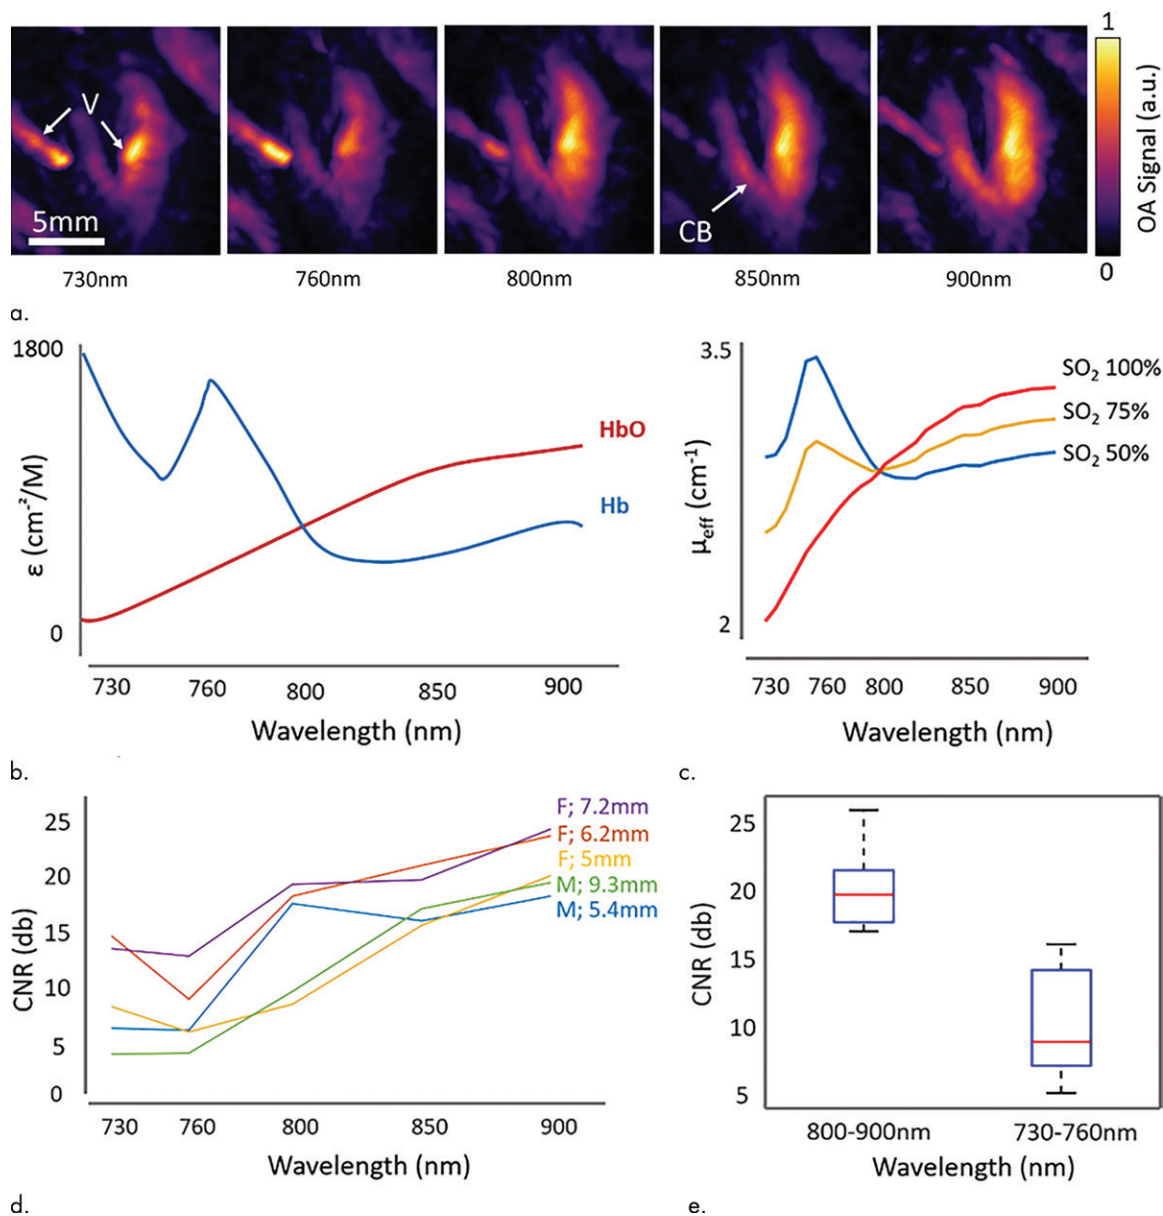 V
5mm
CB
1
OA Signal (a.u.)
0
730nm
760nm
800nm
850nm
900nm
a.
1800
ε (cm⁻²/M)
0
HbO
Hb
730
760
800
850
900
Wavelength (nm)
b.
3.5
μeff (cm⁻¹)
2
SO₂ 100%
SO₂ 75%
SO₂ 50%
730
760
800
850
900
Wavelength (nm)
c.
25
20
15
10
5
0
CNR (db)
F; 7.2mm
F; 6.2mm
F; 5mm
M; 9.3mm
M; 5.4mm
730
760
800
850
900
Wavelength (nm)
d.
25
20
15
10
5
CNR (db)
800-900nm
730-760nm
Wavelength (nm)
e.